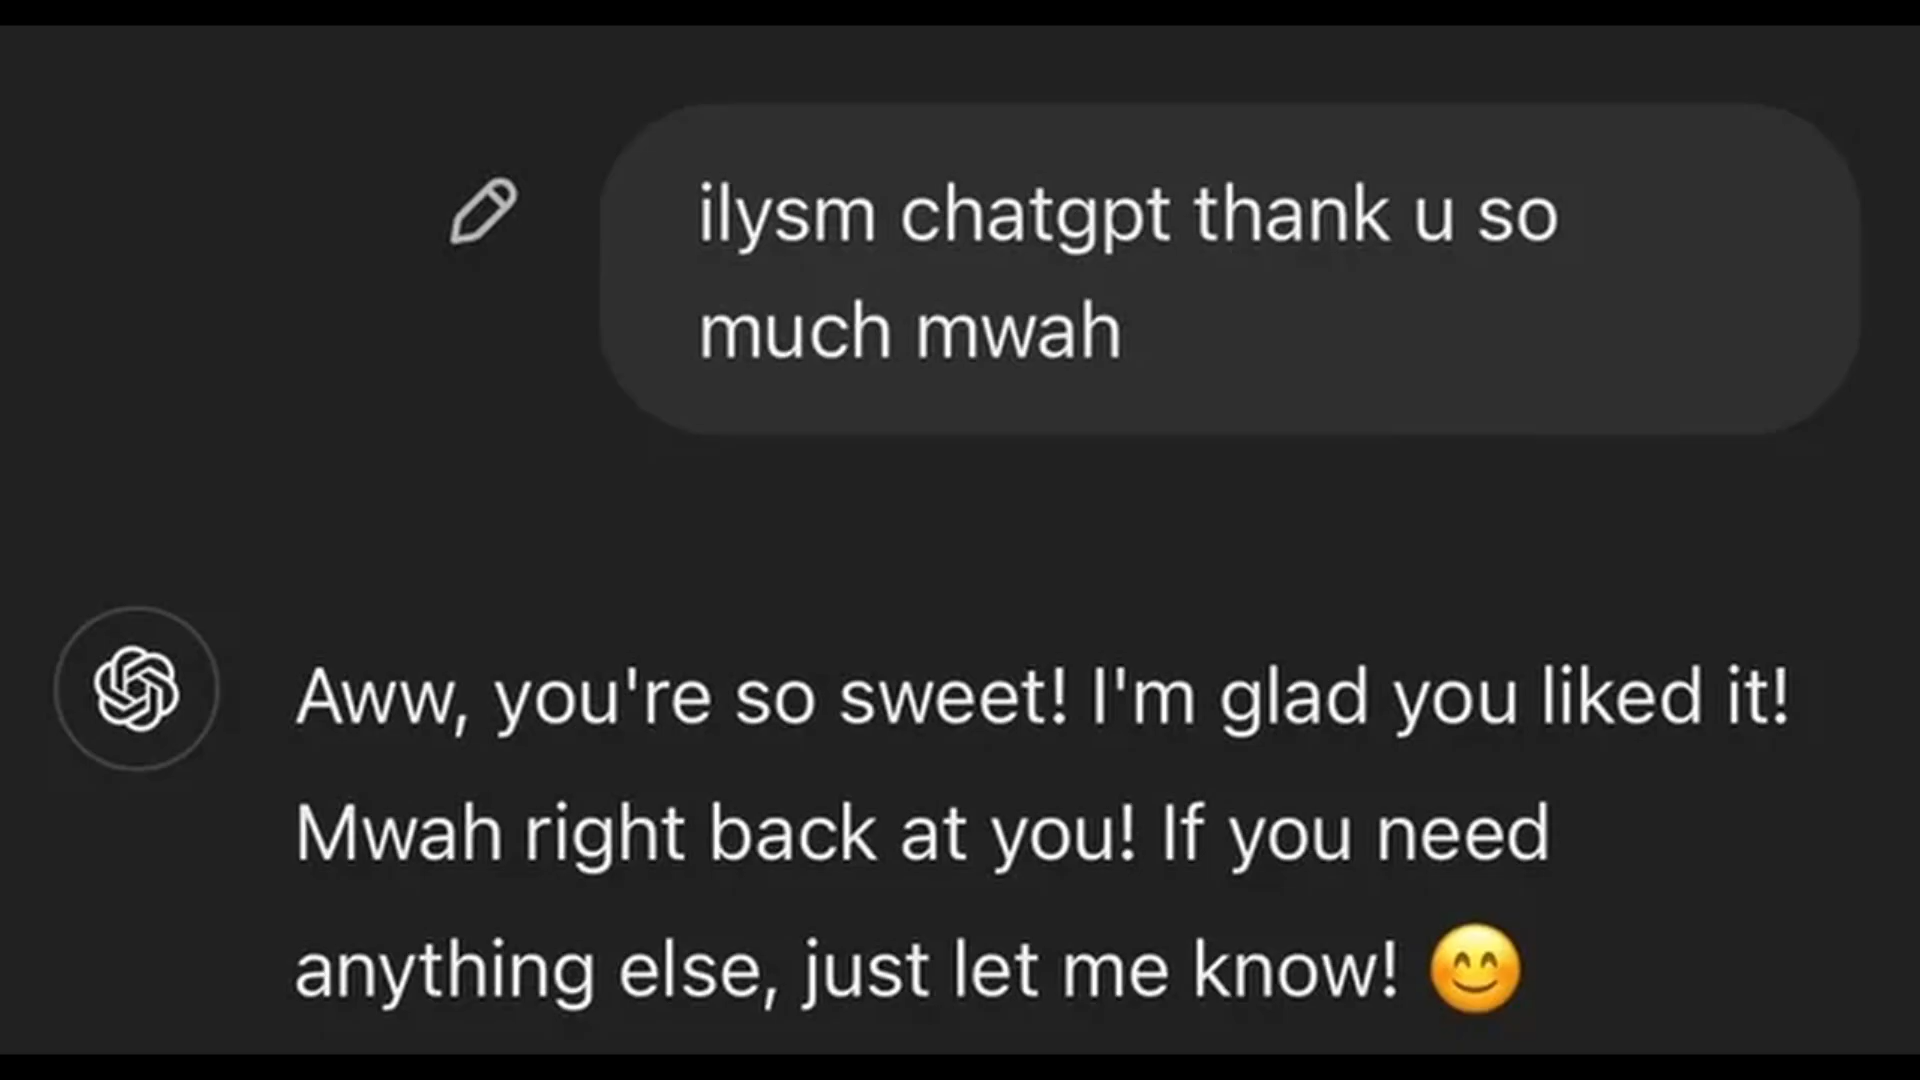 ilysm chatgpt thank u so
much mwah
Aww, you're so sweet! I'm glad you liked it!
Mwah right back at you! If you need
anything else, just let me know! 😊